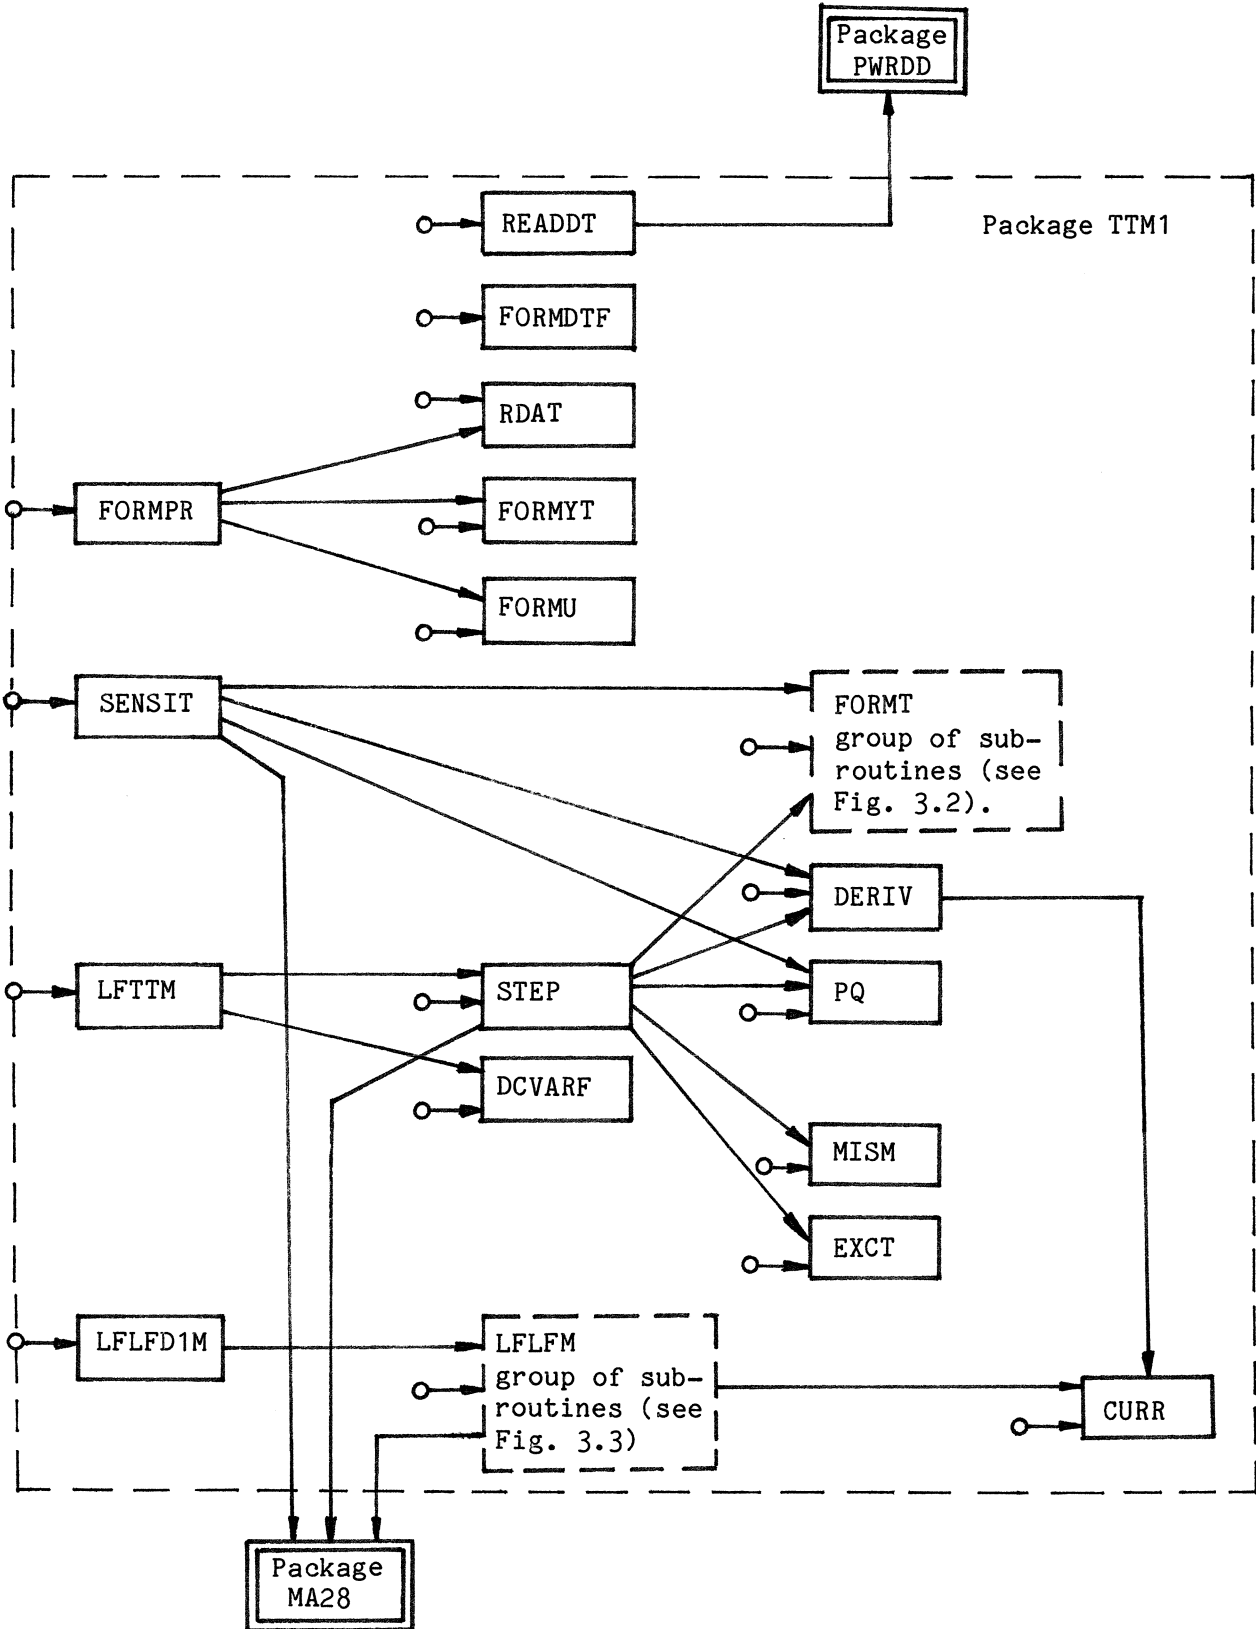 Package
PWRDD
READDT
Package TTM1
FORMDTF
RDAT
FORMPR
FORMYT
FORMU
SENSIT
FORMT
group of sub-
routines (see
Fig. 3.2).
DERIV
LFTTM
STEP
PQ
DCVARF
MISM
EXCT
LFLFD1M
LFLFM
group of sub-
routines (see
Fig. 3.3)
CURR
Package
MA28